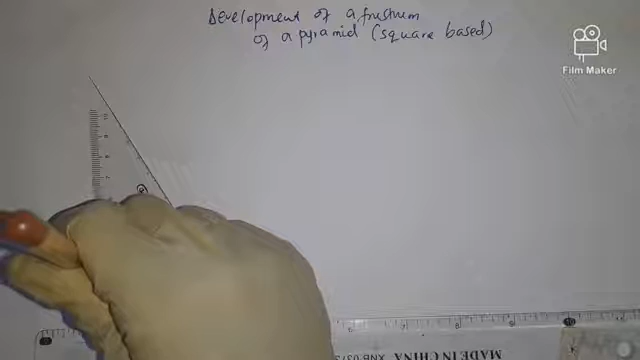 Development of a frustum
of a pyramid (square based)
Film Maker
MADE IN CHINA